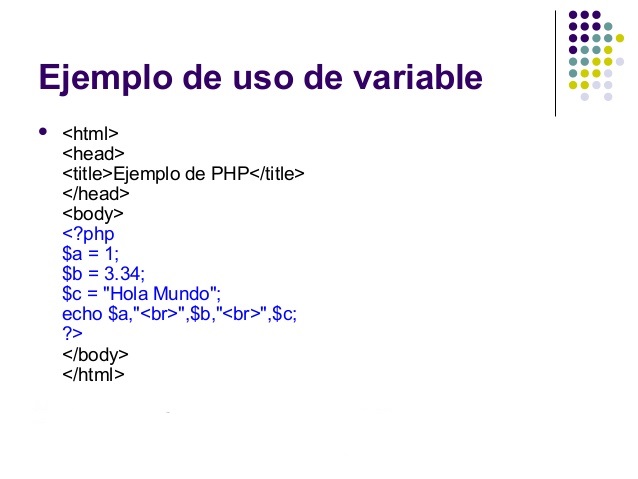 Ejemplo de uso de variable
<html>
<head>
<title>Ejemplo de PHP</title>
</head>
<body>
<?php
$a = 1;
$b = 3.34;
$c = "Hola Mundo";
echo $a,"<br>",$b,"<br>",$c;
?>
</body>
</html>